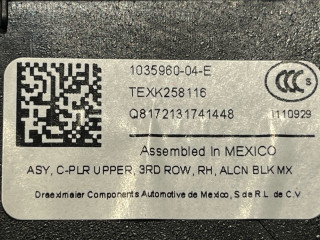 1035960-04-E
TEXK258116
Q8172131741448
CCC S
I110929
Assembled In MEXICO
ASY, C-PLR UPPER, 3RD ROW, RH, ALCN BLK MX
Draexlmaier Components Automotive de Mexico, S de R.L de C.V